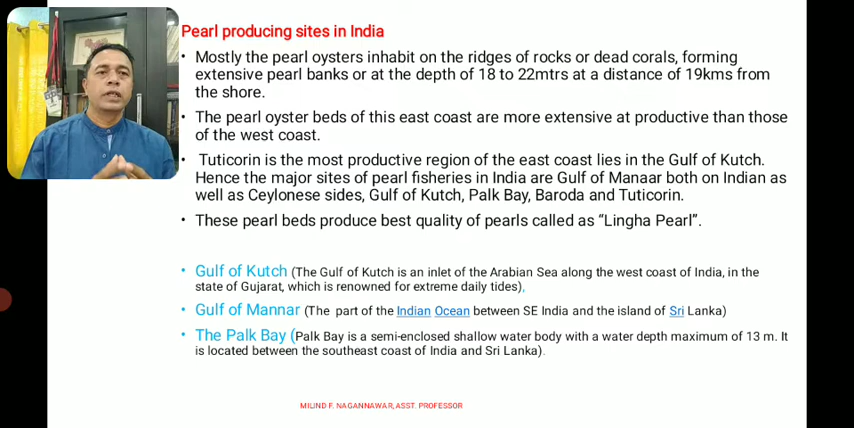 Pearl producing sites in India
• Mostly the pearl oysters inhabit on the ridges of rocks or dead corals, forming
extensive pearl banks or at the depth of 18 to 22mtrs at a distance of 19kms from
the shore.
• The pearl oyster beds of this east coast are more extensive at productive than those
of the west coast.
• Tuticorin is the most productive region of the east coast lies in the Gulf of Kutch.
Hence the major sites of pearl fisheries in India are Gulf of Manaar both on Indian as
well as Ceylonese sides, Gulf of Kutch, Palk Bay, Baroda and Tuticorin.
• These pearl beds produce best quality of pearls called as “Lingha Pearl”.
• Gulf of Kutch (The Gulf of Kutch is an inlet of the Arabian Sea along the west coast of India, in the
state of Gujarat, which is renowned for extreme daily tides),
• Gulf of Mannar (The part of the Indian Ocean between SE India and the island of Sri Lanka)
• The Palk Bay (Palk Bay is a semi-enclosed shallow water body with a water depth maximum of 13 m. It
is located between the southeast coast of India and Sri Lanka).
MILIND F. NAGANNAWAR, ASST. PROFESSOR